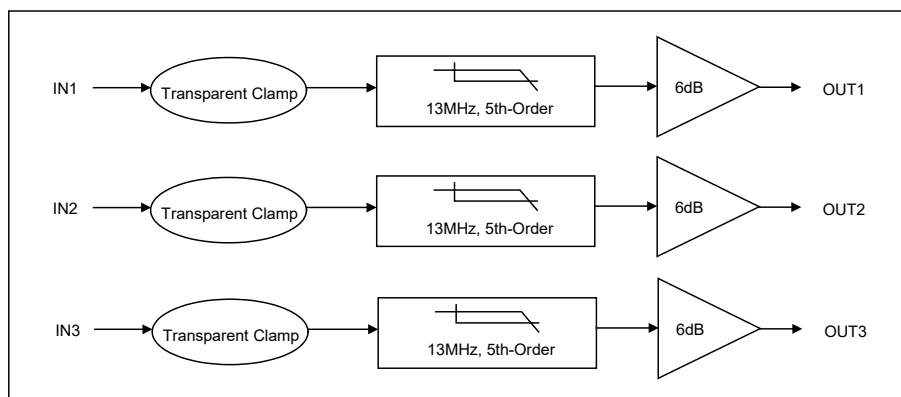 IN1
Transparent Clamp
13MHz, 5th-Order
6dB
OUT1
IN2
Transparent Clamp
13MHz, 5th-Order
6dB
OUT2
IN3
Transparent Clamp
13MHz, 5th-Order
6dB
OUT3